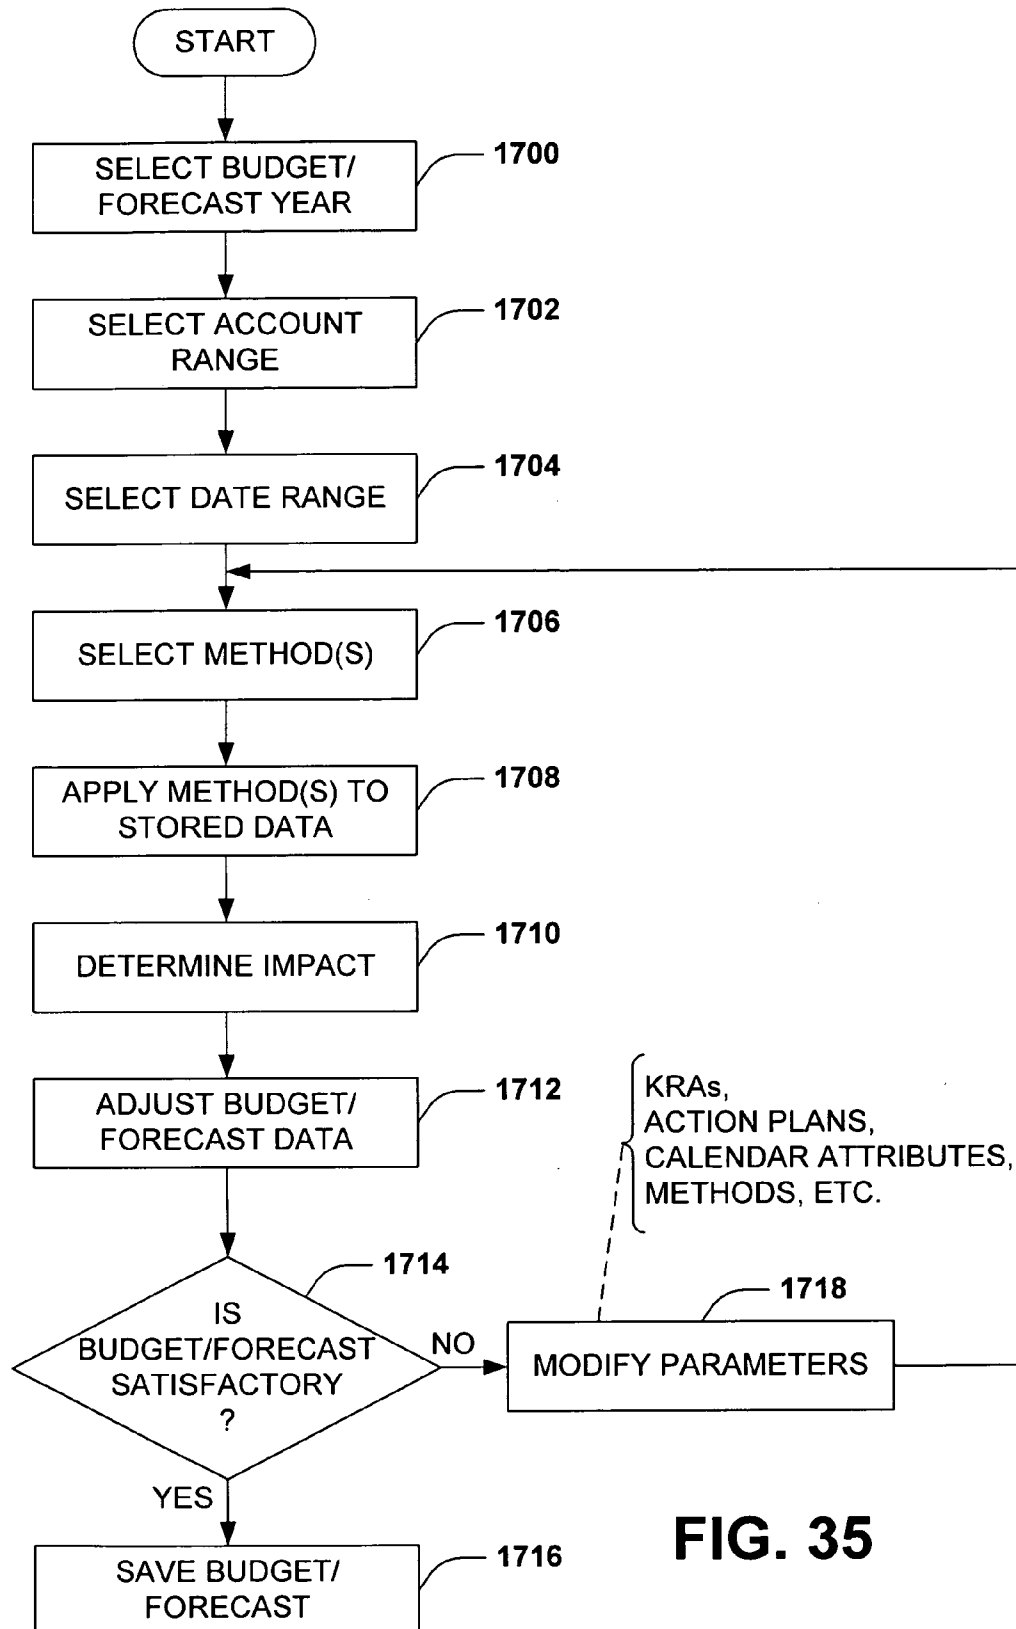 START
SELECT BUDGET/
FORECAST YEAR
1700
SELECT ACCOUNT
RANGE
1702
SELECT DATE RANGE
1704
SELECT METHOD(S)
1706
APPLY METHOD(S) TO
STORED DATA
1708
DETERMINE IMPACT
1710
ADJUST BUDGET/
FORECAST DATA
1712
KRAs,
ACTION PLANS,
CALENDAR ATTRIBUTES,
METHODS, ETC.
IS
BUDGET/FORECAST
SATISFACTORY
?
1714
NO
MODIFY PARAMETERS
1718
YES
SAVE BUDGET/
FORECAST
1716
FIG. 35